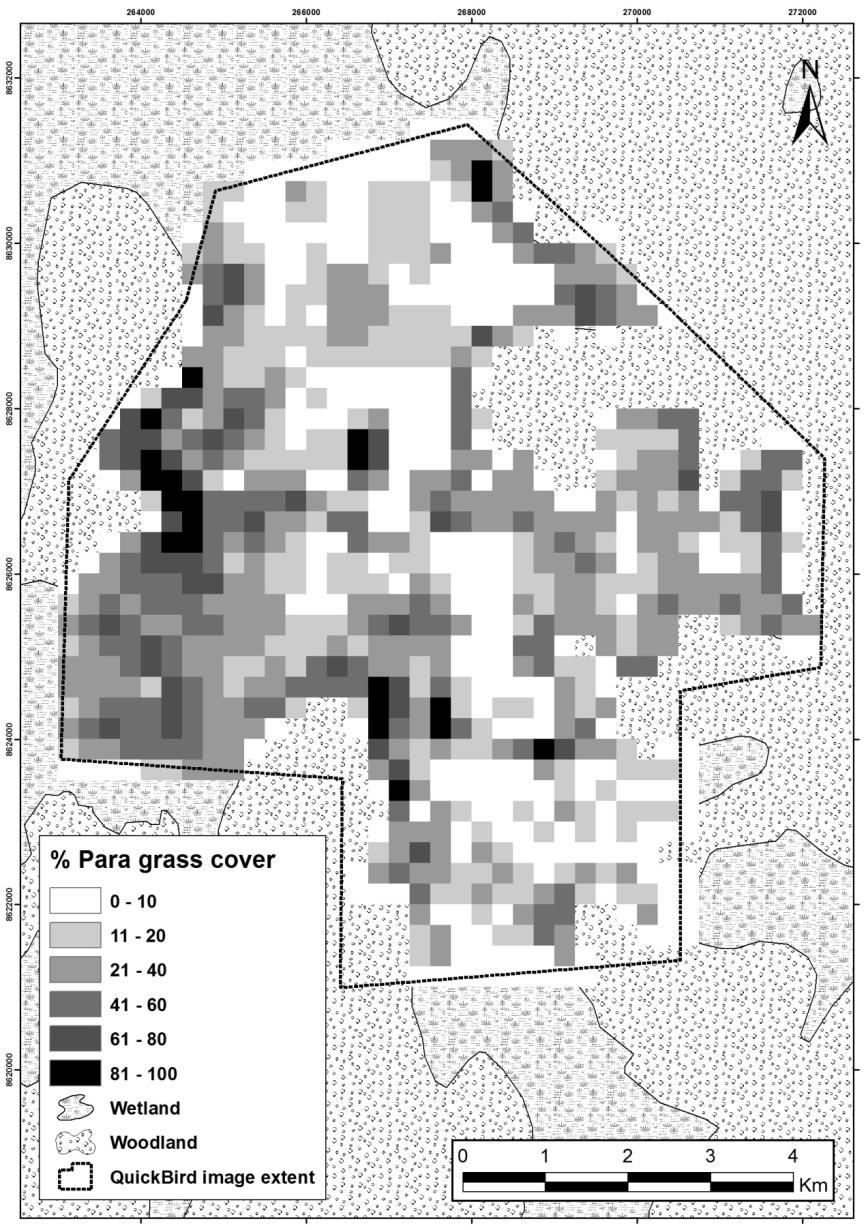 264000 266000 268000 270000 272000
8632000
N
8630000
8628000
8626000
8624000
8622000
8620000
% Para grass cover
0 - 10
11 - 20
21 - 40
41 - 60
61 - 80
81 - 100
Wetland
Woodland
QuickBird image extent
0 1 2 3 4
Km